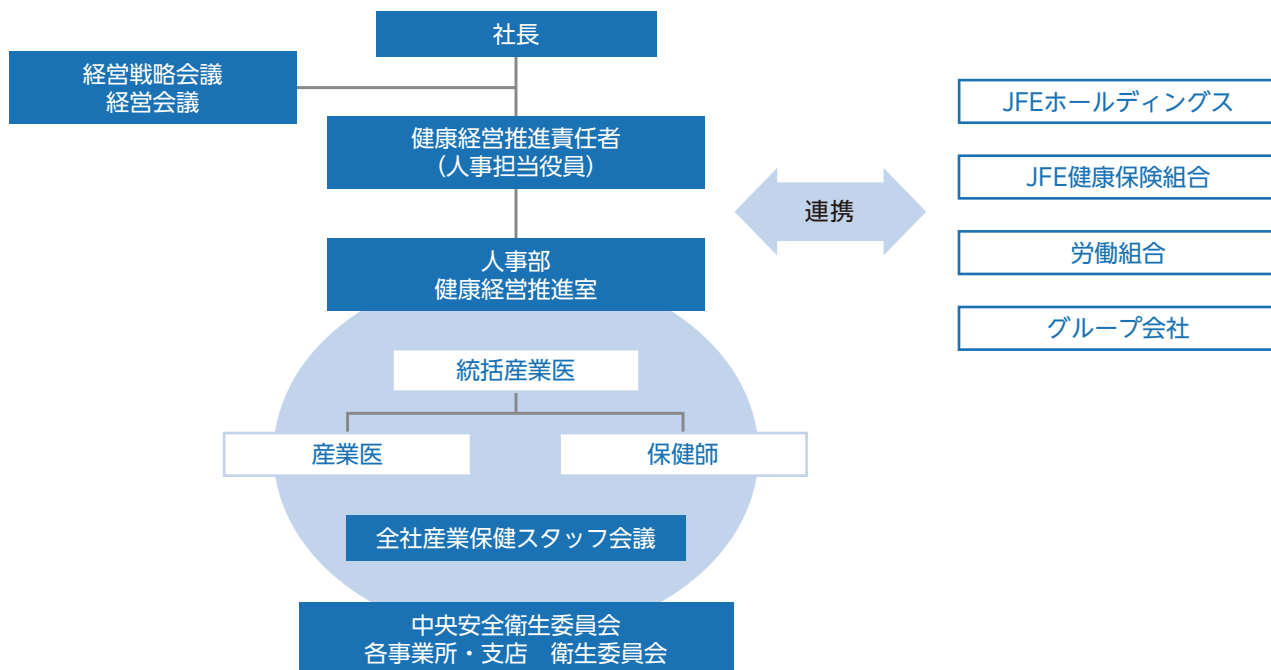 社長
経営戦略会議
経営会議
健康経営推進責任者
（人事担当役員）
人事部
健康経営推進室
統括産業医
産業医
保健師
全社産業保健スタッフ会議
中央安全衛生委員会
各事業所・支店　衛生委員会
連携
JFEホールディングス
JFE健康保険組合
労働組合
グループ会社